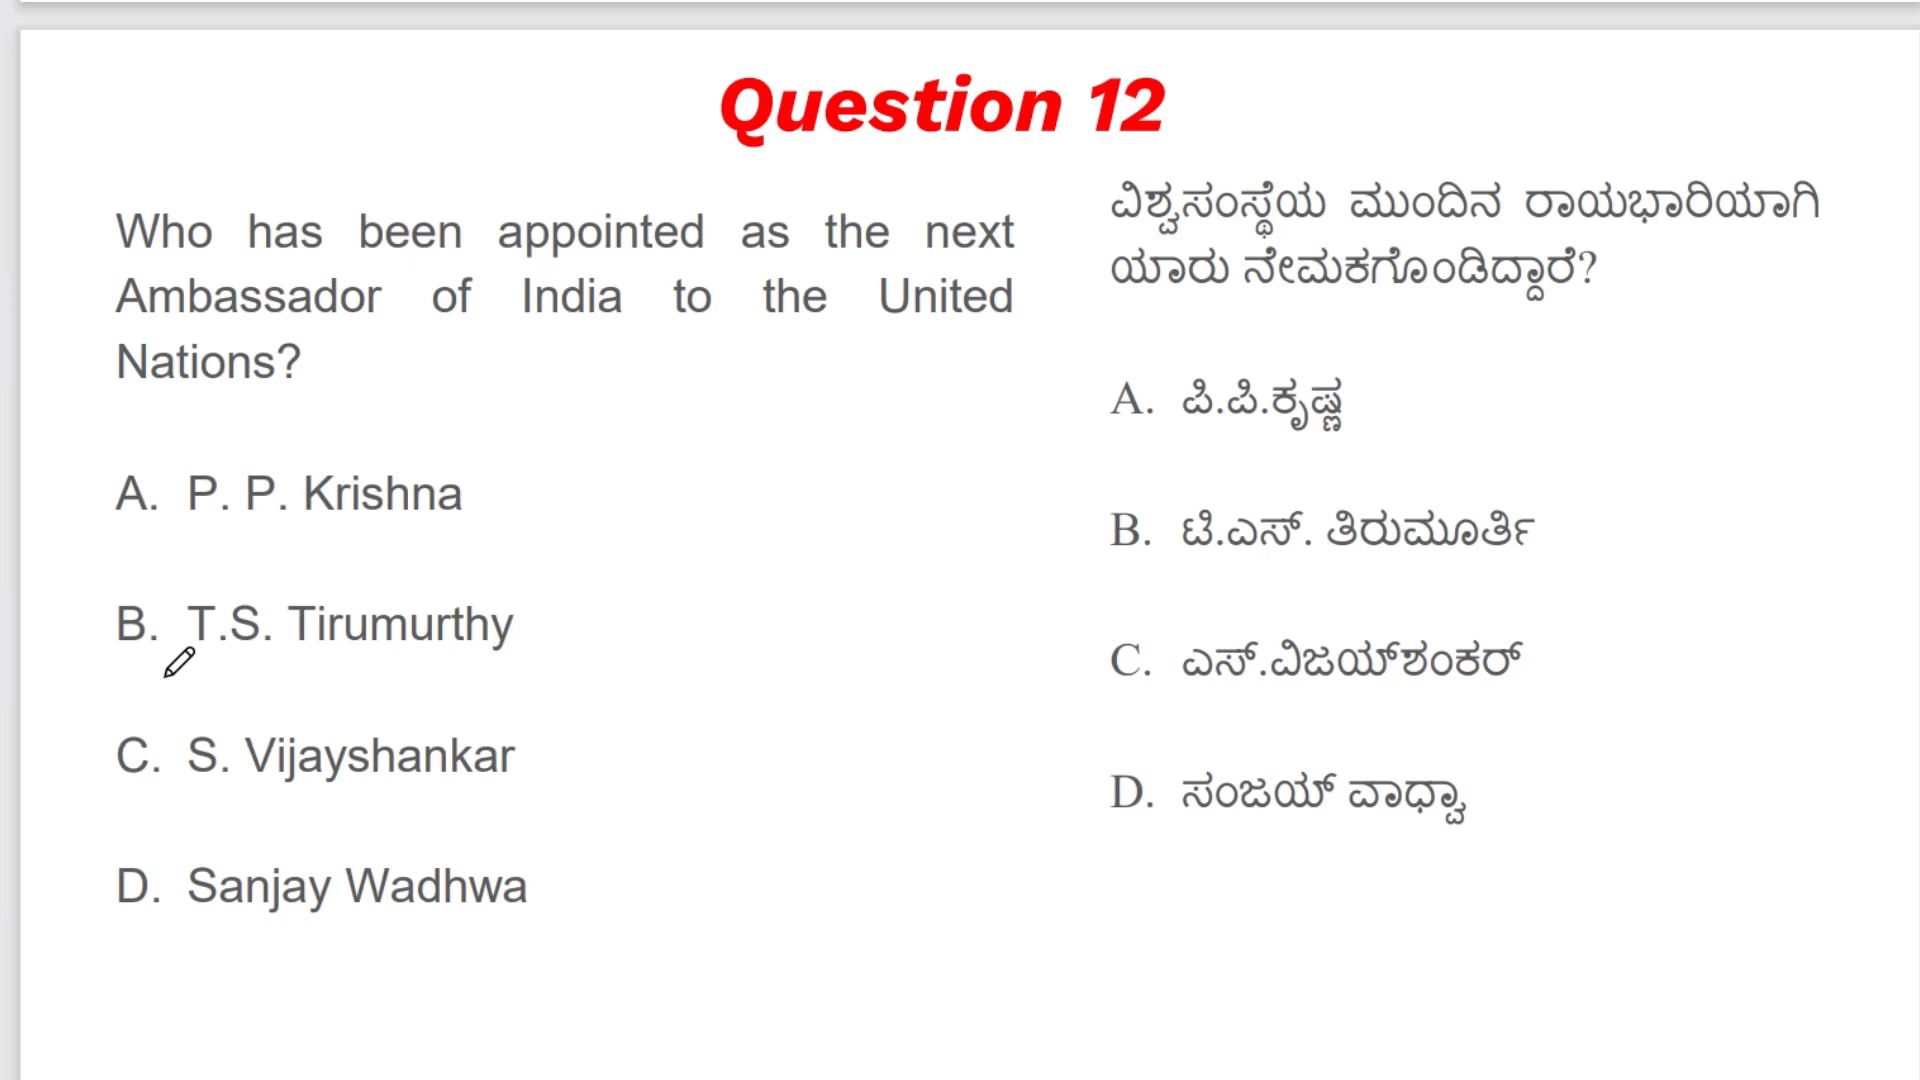 Question 12
Who has been appointed as the next
Ambassador of India to the United
Nations?
A. P. P. Krishna
B. T.S. Tirumurthy
C. S. Vijayshankar
D. Sanjay Wadhwa
ವಿಶ್ವಸಂಸ್ಥೆಯ ಮುಂದಿನ ರಾಯಭಾರಿಯಾಗಿ
ಯಾರು ನೇಮಕಗೊಂಡಿದ್ದಾರೆ?
A. ಪಿ.ಪಿ.ಕೃಷ್ಣ
B. ಟಿ.ಎಸ್. ತಿರುಮೂರ್ತಿ
C. ಎಸ್.ವಿಜಯ್‌ಶಂಕರ್
D. ಸಂಜಯ್ ವಾಧ್ವಾ